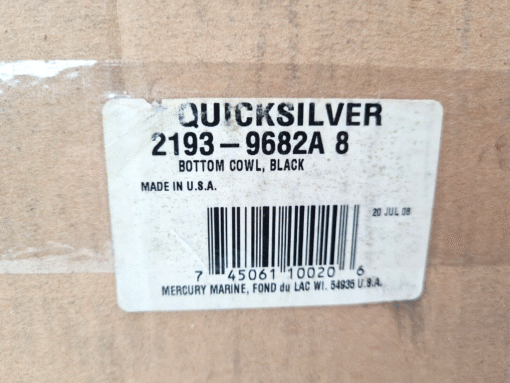 QUICKSILVER
2193-9682A 8
BOTTOM COWL, BLACK
MADE IN U.S.A.
20 JUL 08
7 45061 10020 6
MERCURY MARINE, FOND du LAC WI. 54935 U.S.A.